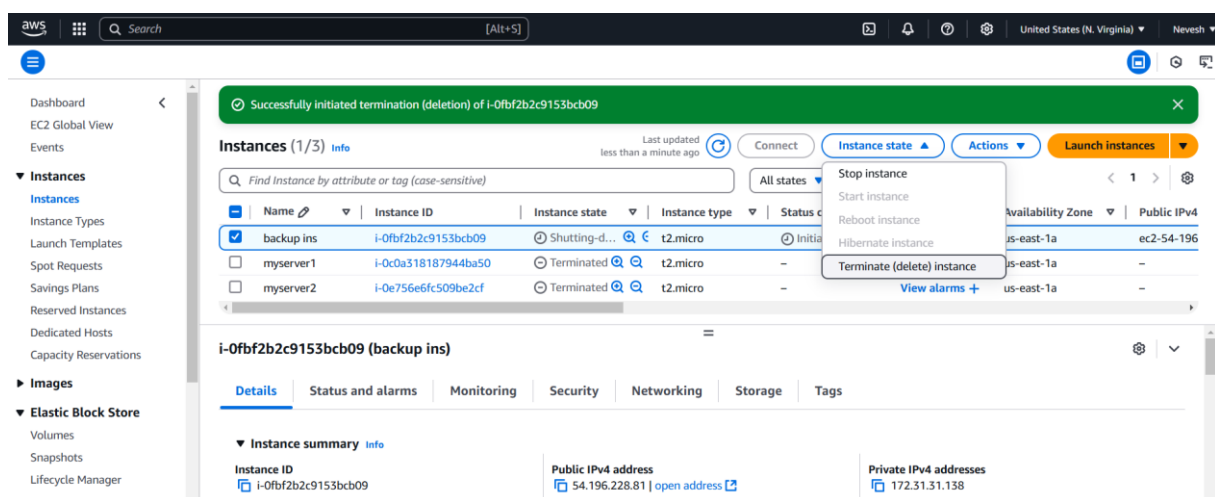 aws Search [Alt+S] United States (N. Virginia) Nevesh
Dashboard
EC2 Global View
Events
Instances
Instances
Instance Types
Launch Templates
Spot Requests
Savings Plans
Reserved Instances
Dedicated Hosts
Capacity Reservations
Images
Elastic Block Store
Volumes
Snapshots
Lifecycle Manager
Successfully initiated termination (deletion) of i-0fbf2b2c9153bcb09
Instances (1/3) Info Last updated less than a minute ago Connect Instance state Actions Launch instances
Find Instance by attribute or tag (case-sensitive) All states 1
Stop instance
Start instance
Reboot instance
Hibernate instance
Terminate (delete) instance
Name Instance ID Instance state Instance type Status Availability Zone Public IPv4
backup ins i-0fbf2b2c9153bcb09 Shutting-d... t2.micro Initia us-east-1a ec2-54-196
myserver1 i-0c0a318187944ba50 Terminated t2.micro – us-east-1a –
myserver2 i-0e756e6fc509be2cf Terminated t2.micro – View alarms + us-east-1a –
i-0fbf2b2c9153bcb09 (backup ins)
Details Status and alarms Monitoring Security Networking Storage Tags
Instance summary Info
Instance ID Public IPv4 address Private IPv4 addresses
i-0fbf2b2c9153bcb09 54.196.228.81 | open address 172.31.31.138